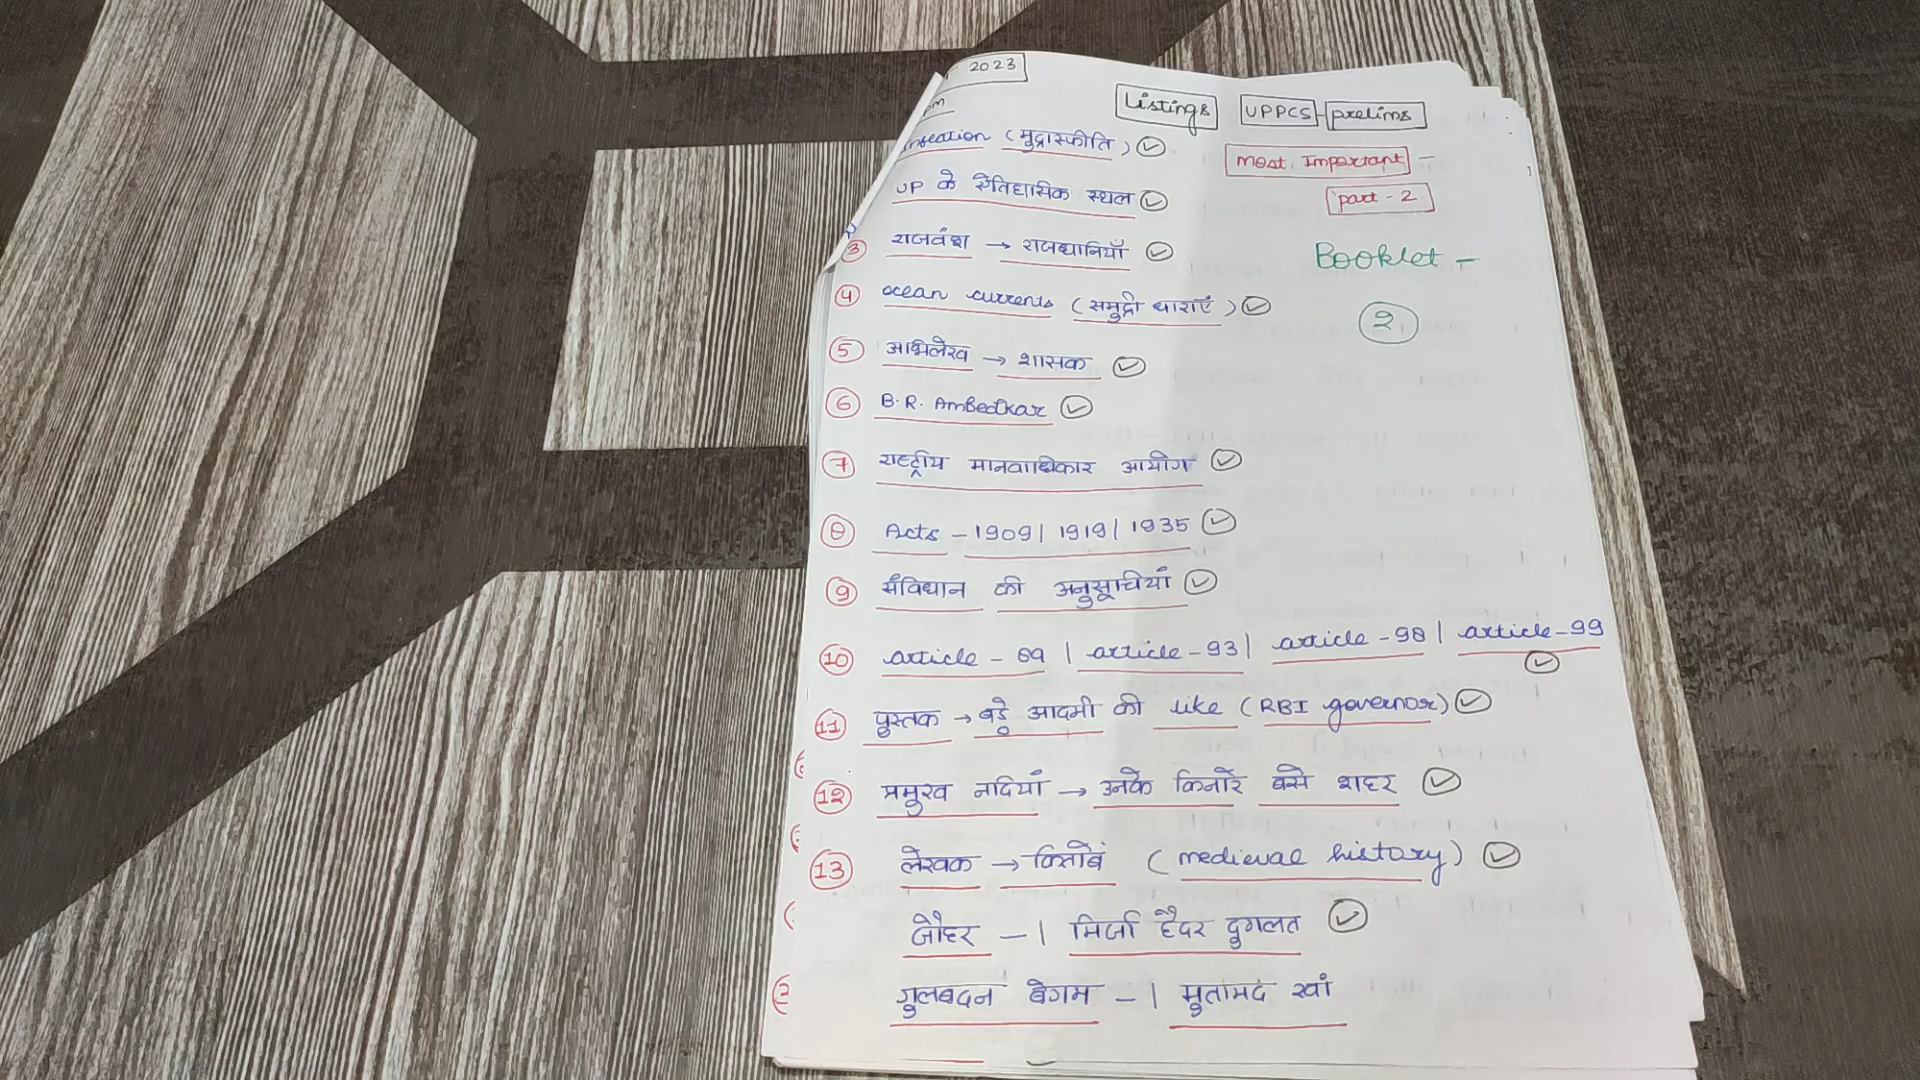 2023
Listings UPPCS - prelims
Most Important -
part - 2
Booklet -
2
(मुद्रास्फीति)
UP के ऐतिहासिक स्थल
3 राजवंश → राजधानियाँ
4 ocean currents (समुद्री धाराएँ)
5 अभिलेख → शासक
6 B.R. Ambedkar
7 राष्ट्रीय मानवाधिकार आयोग
8 Acts - 1909 | 1919 | 1935
9 संविधान की अनुसूचियां
10 article - 89 | article - 93 | article - 98 | article - 99
11 पुस्तक → बड़े आदमी की like (RBI governor)
12 प्रमुख नदियां → उनके किनारे बसे शहर
13 लेखक → किताबें (medieval history)
जौहर - | मिर्जा हैदर दुगलत
गुलबदन बेगम - | मुतामद खां